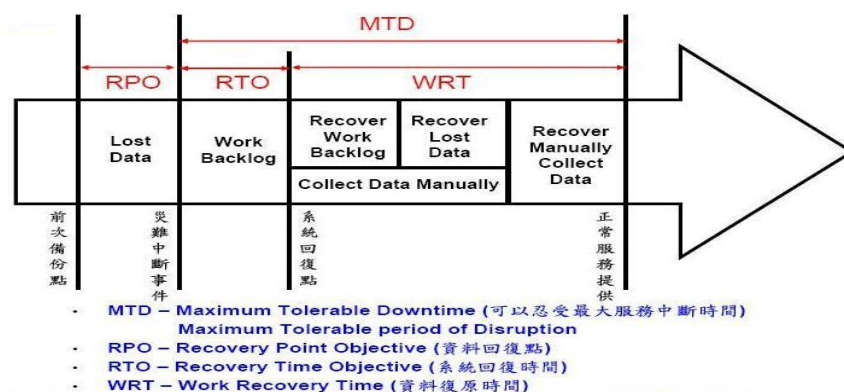 MTD
RPO
RTO
WRT
Lost
Data
Work
Backlog
Recover
Work
Backlog
Recover
Lost
Data
Collect Data Manually
Recover
Manually
Collect
Data
前次備份點
災難中斷事件
系統回復點
正常服務提供
· MTD – Maximum Tolerable Downtime (可以忍受最大服務中斷時間)
Maximum Tolerable period of Disruption
· RPO – Recovery Point Objective (資料回復點)
· RTO – Recovery Time Objective (系統回復時間)
· WRT – Work Recovery Time (資料復原時間)